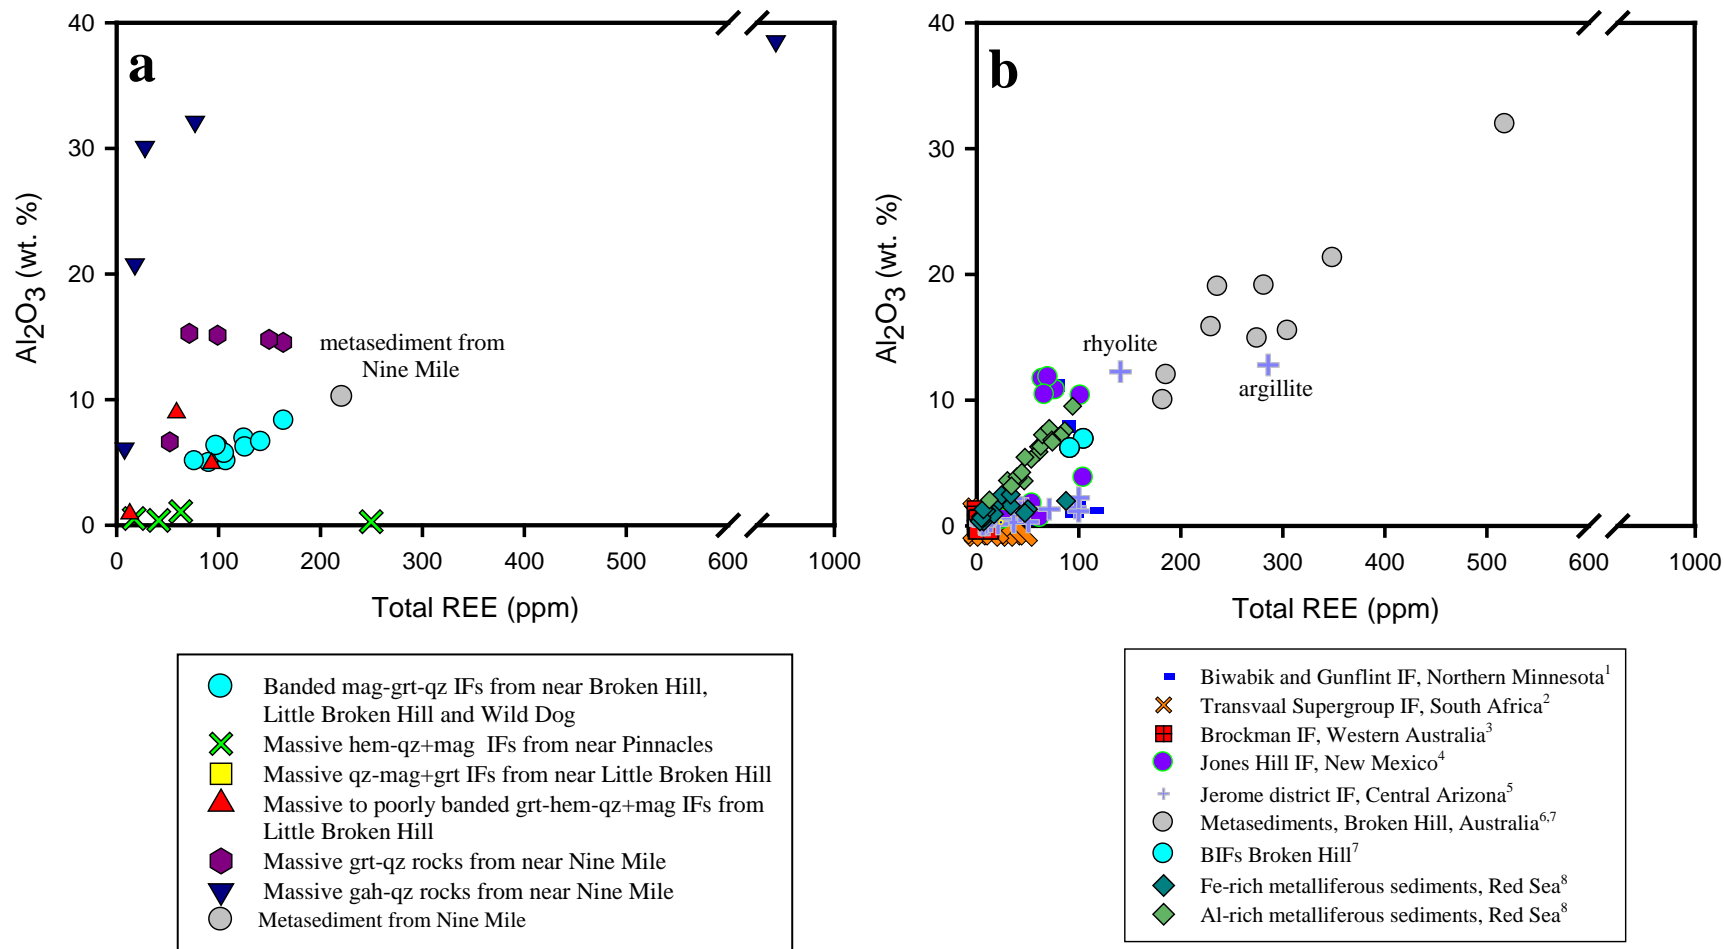 a
40
30
20
10
0
Al2O3 (wt. %)
metasediment from
Nine Mile
0 100 200 300 400 500 600 1000
Total REE (ppm)
Banded mag-grt-qz IFs from near Broken Hill,
Little Broken Hill and Wild Dog
Massive hem-qz+mag IFs from near Pinnacles
Massive qz-mag+grt IFs from near Little Broken Hill
Massive to poorly banded grt-hem-qz+mag IFs from
Little Broken Hill
Massive grt-qz rocks from near Nine Mile
Massive gah-qz rocks from near Nine Mile
Metasediment from Nine Mile
b
40
30
20
10
0
Al2O3 (wt. %)
rhyolite
argillite
0 100 200 300 400 500 600 1000
Total REE (ppm)
Biwabik and Gunflint IF, Northern Minnesota1
Transvaal Supergroup IF, South Africa2
Brockman IF, Western Australia3
Jones Hill IF, New Mexico4
Jerome district IF, Central Arizona5
Metasediments, Broken Hill, Australia6,7
BIFs Broken Hill7
Fe-rich metalliferous sediments, Red Sea8
Al-rich metalliferous sediments, Red Sea8